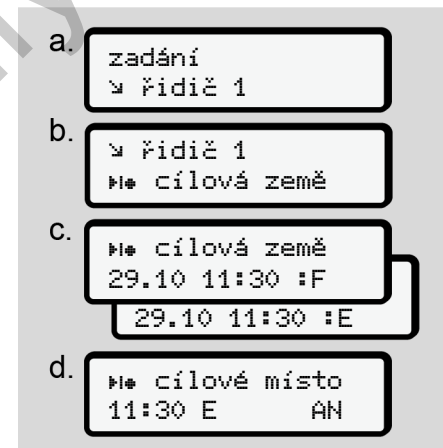 a.
zadání
↘ řidič 1
b.
↘ řidič 1
cílová země
c.
cílová země
29.10 11:30 :F
29.10 11:30 :E
d.
cílové místo
11:30 E AN